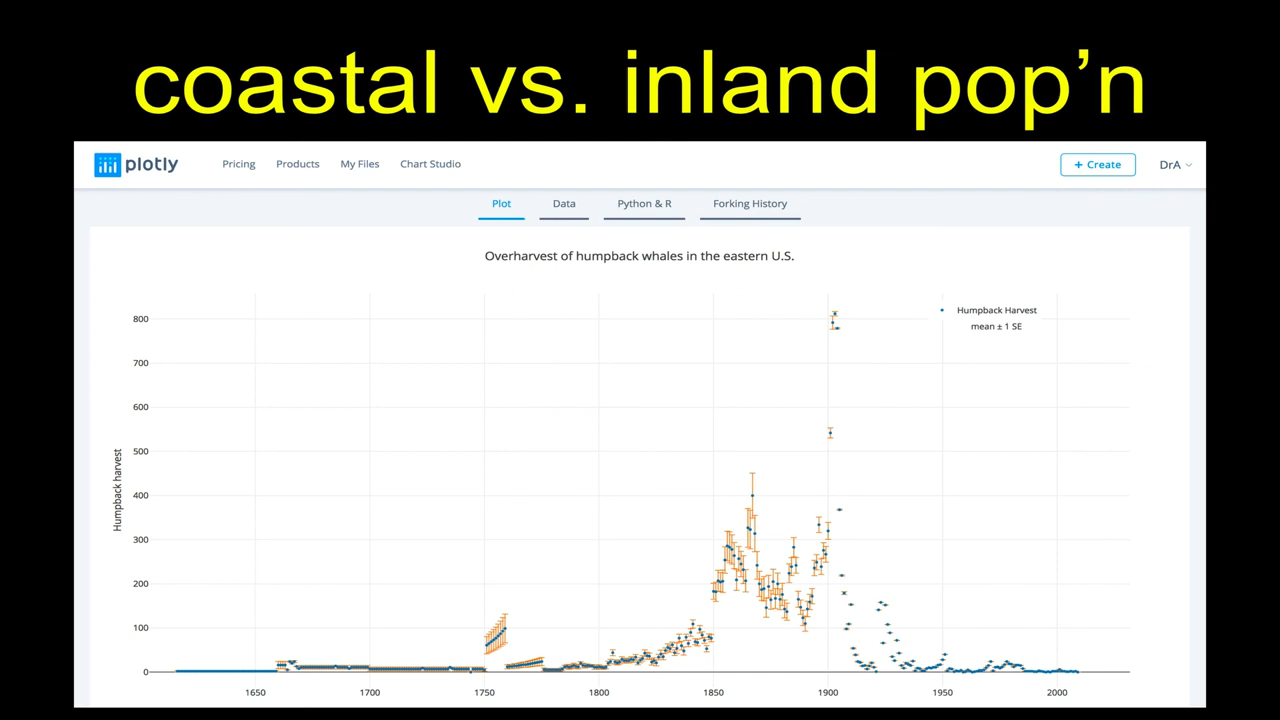 coastal vs. inland pop’n
plotly
Pricing Products My Files Chart Studio
+ Create DrA
Plot Data Python & R Forking History
Overharvest of humpback whales in the eastern U.S.
Humpback Harvest
mean ± 1 SE
800
700
600
500
400
300
200
100
0
Humpback harvest
1650 1700 1750 1800 1850 1900 1950 2000